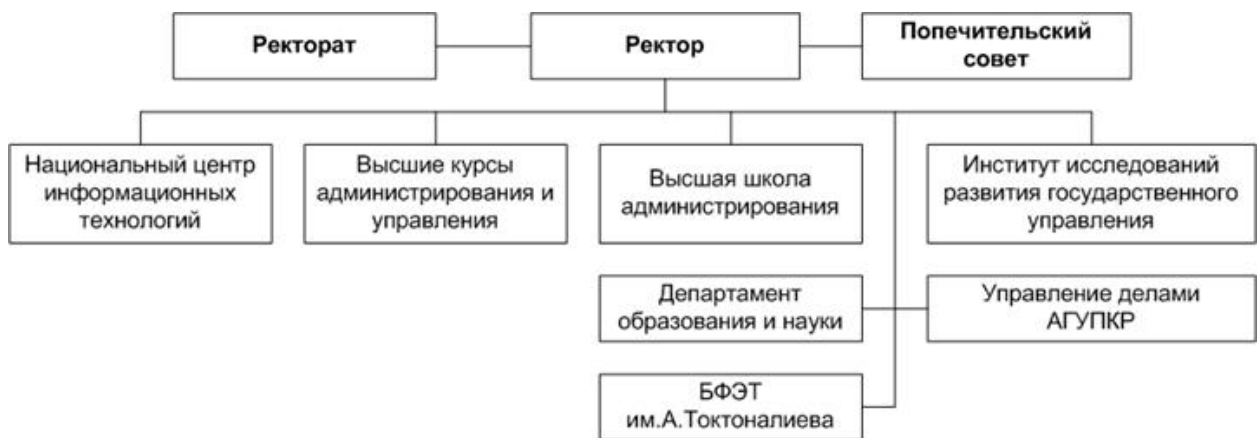 Ректорат
Ректор
Попечительский
совет
Национальный центр
информационных
технологий
Высшие курсы
администрирования и
управления
Высшая школа
администрирования
Институт исследований
развития государственного
управления
Департамент
образования и науки
Управление делами
АГУПКР
БФЭТ
им.А.Токтоналиева